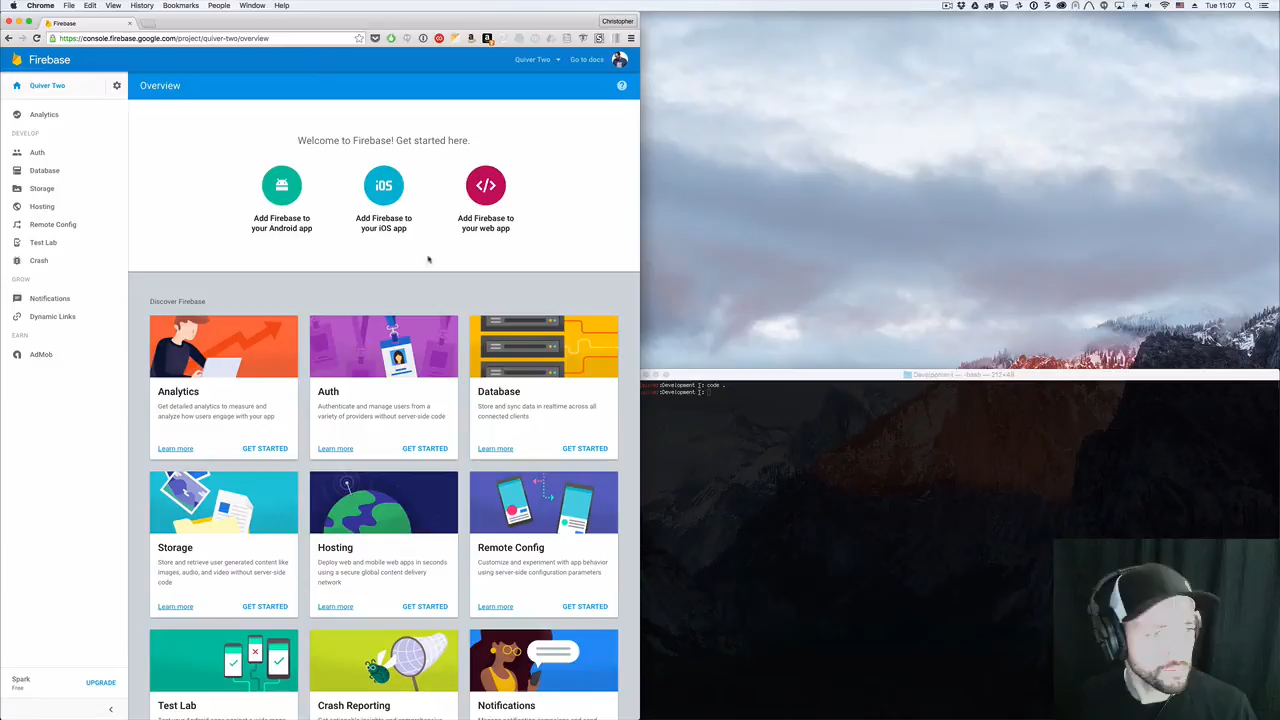 Chrome File Edit View History Bookmarks People Window Help
Tue 11:07
Firebase
Christopher
https://console.firebase.google.com/project/quiver-two/overview
Firebase
Quiver Two
Go to docs
Quiver Two
Overview
Analytics
DEVELOP
Auth
Database
Storage
Hosting
Remote Config
Test Lab
Crash
GROW
Notifications
Dynamic Links
EARN
AdMob
Spark
Free
UPGRADE
Welcome to Firebase! Get started here.
iOS
Add Firebase to
your Android app
Add Firebase to
your iOS app
Add Firebase to
your web app
Discover Firebase
Analytics
Get detailed analytics to measure and
analyze how users engage with your app
Learn more
GET STARTED
Auth
Authenticate and manage users from a
variety of providers without server-side
code
Learn more
GET STARTED
Database
Store and sync data in realtime across all
connected clients
Learn more
GET STARTED
Storage
Store and retrieve user generated content like
images, audio, and video without server-side
code
Learn more
GET STARTED
Hosting
Deploy web and mobile web apps in seconds
using a secure global content delivery
network
Learn more
GET STARTED
Remote Config
Customize and experiment with app behavior
using server-side configuration parameters
Learn more
GET STARTED
Test Lab
Crash Reporting
Notifications
Development — -bash — 212×48
Development
code .
Development